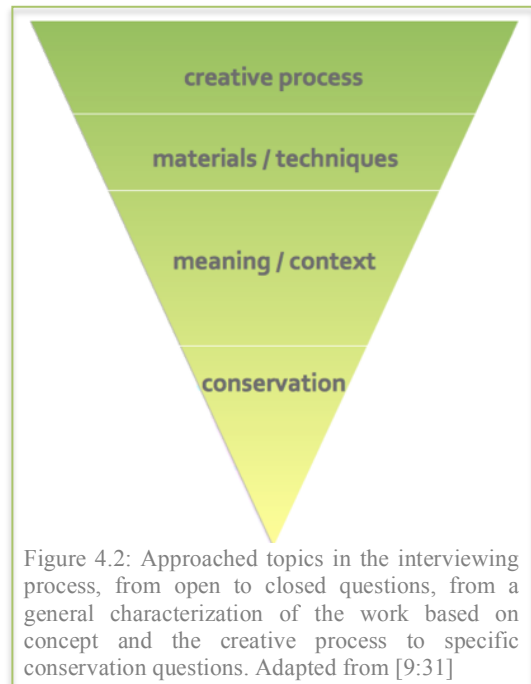 creative process
materials / techniques
meaning / context
conservation
Figure 4.2: Approached topics in the interviewing
process, from open to closed questions, from a
general characterization of the work based on
concept and the creative process to specific
conservation questions. Adapted from [9:31]